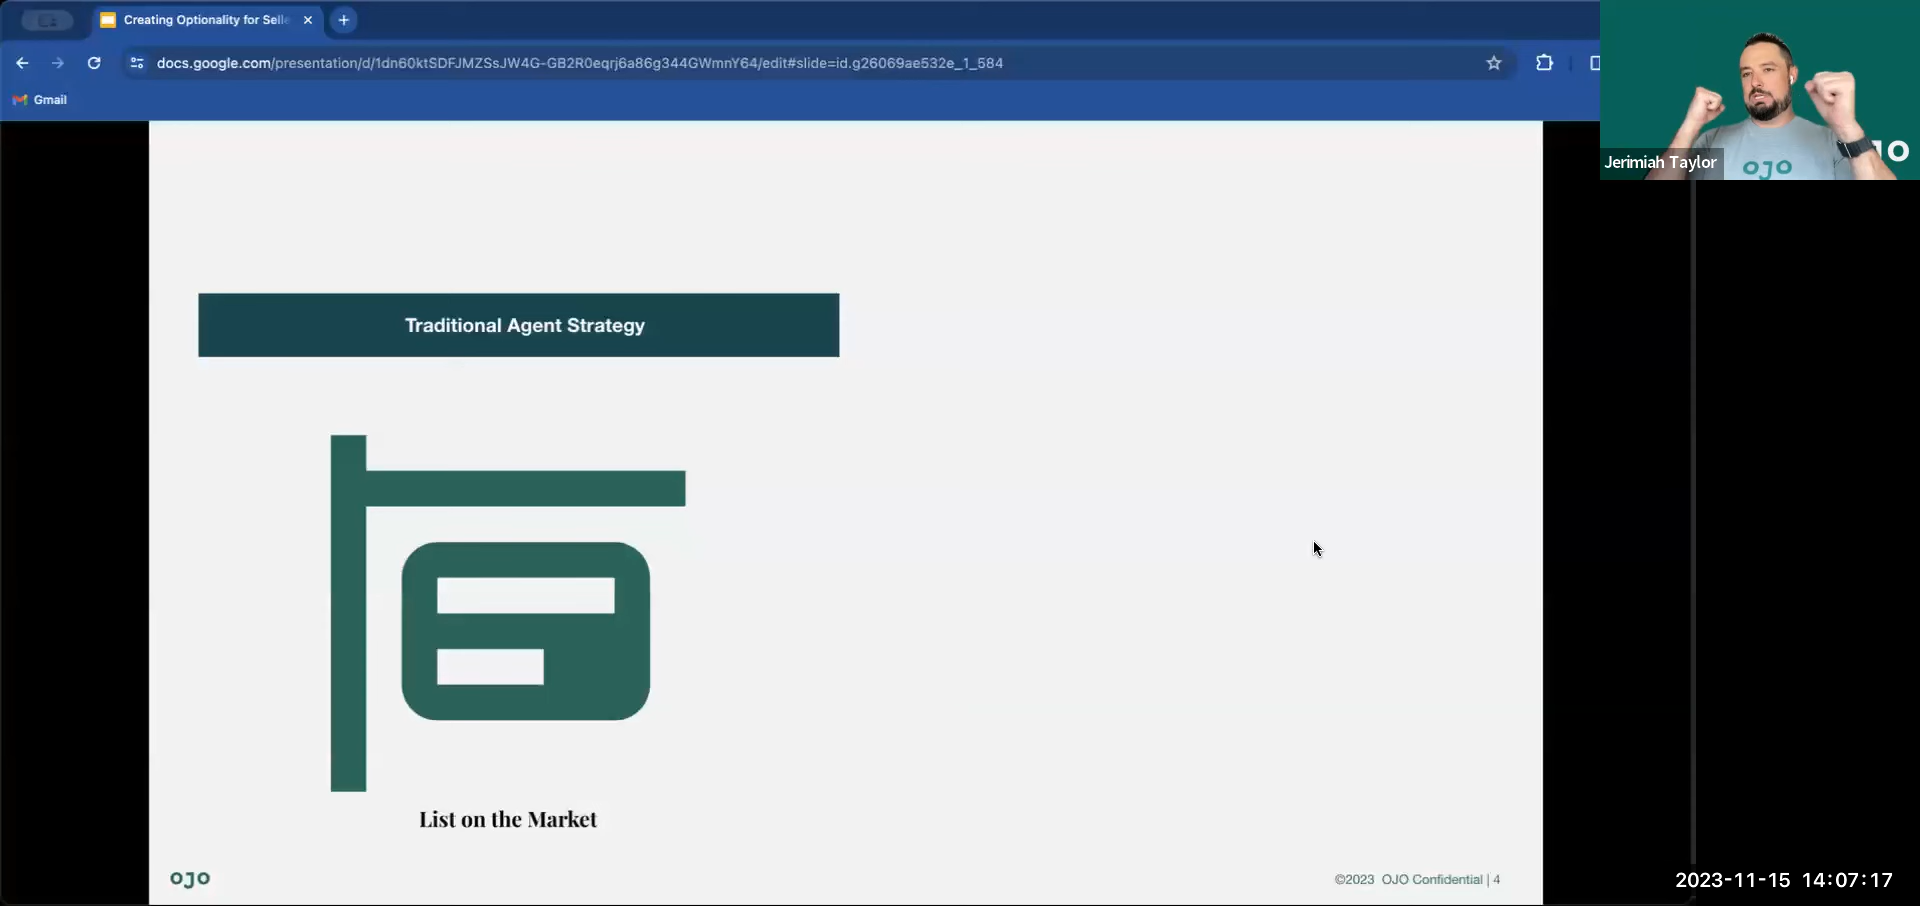 Creating Optionality for Selle
docs.google.com/presentation/d/1dn60ktSDFJMZSsJW4G-GB2R0eqrj6a86g344GWmnY64/edit#slide=id.g26069ae532e_1_584
Gmail
Jerimiah Taylor
OJO
JO
Traditional Agent Strategy
List on the Market
OJO
©2023 OJO Confidential | 4
2023-11-15 14:07:17